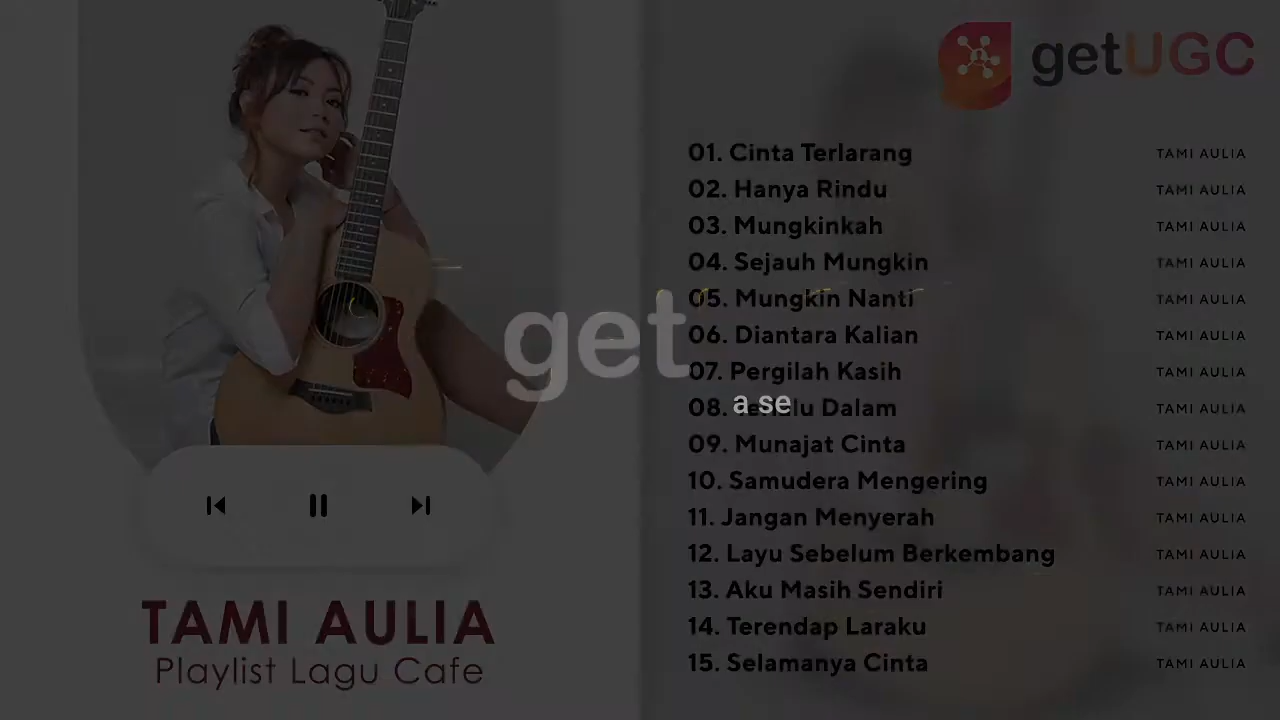 getUGC
01. Cinta Terlarang TAMI AULIA
02. Hanya Rindu TAMI AULIA
03. Mungkinkah TAMI AULIA
04. Sejauh Mungkin TAMI AULIA
05. Mungkin Nanti TAMI AULIA
get
06. Diantara Kalian TAMI AULIA
07. Pergilah Kasih TAMI AULIA
08. Dalam TAMI AULIA
a se
09. Munajat Cinta TAMI AULIA
10. Samudera Mengering TAMI AULIA
11. Jangan Menyerah TAMI AULIA
12. Layu Sebelum Berkembang TAMI AULIA
13. Aku Masih Sendiri TAMI AULIA
14. Terendap Laraku TAMI AULIA
15. Selamanya Cinta TAMI AULIA
TAMI AULIA
Playlist Lagu Cafe